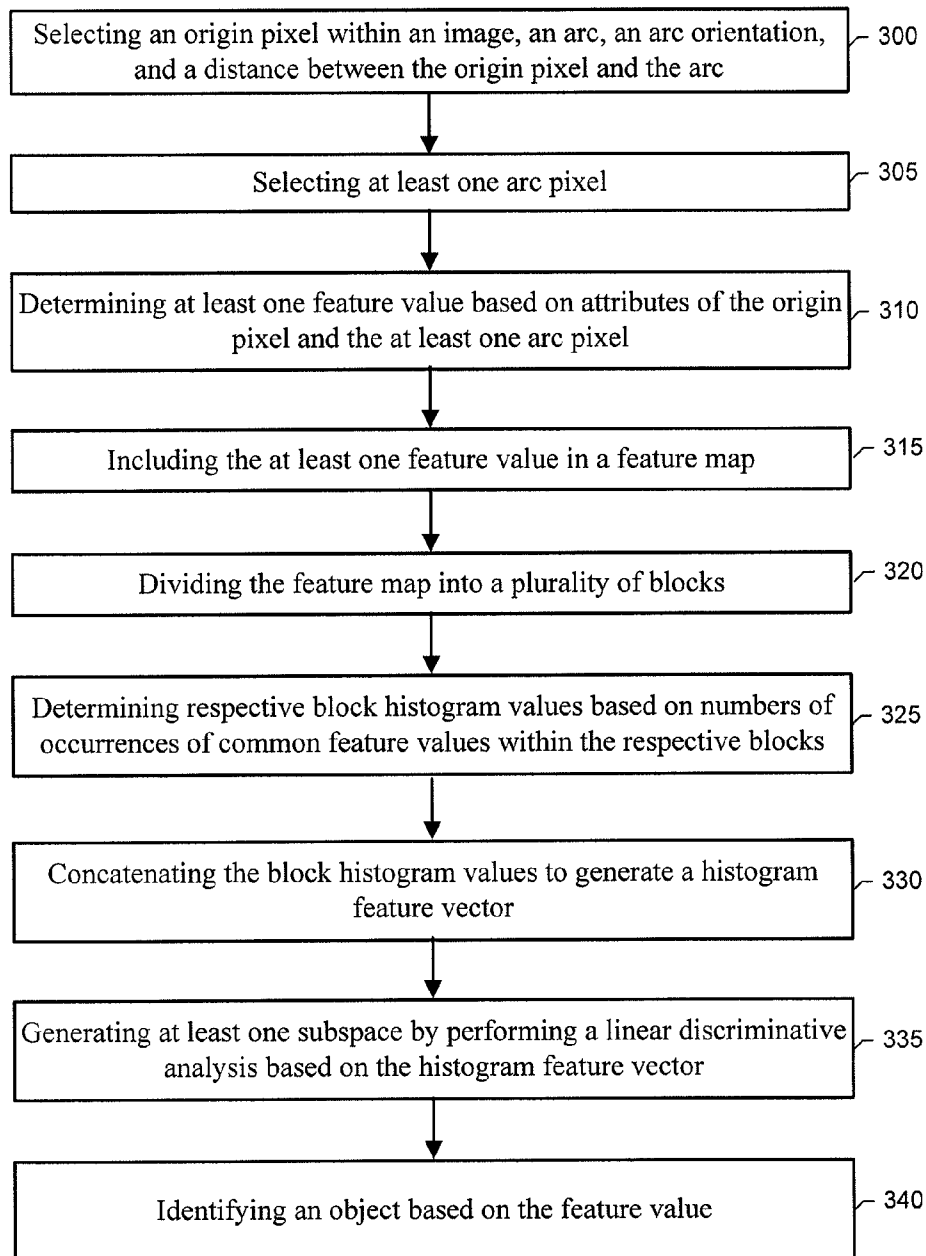 Selecting an origin pixel within an image, an arc, an arc orientation,
and a distance between the origin pixel and the arc
300
Selecting at least one arc pixel
305
Determining at least one feature value based on attributes of the origin
pixel and the at least one arc pixel
310
Including the at least one feature value in a feature map
315
Dividing the feature map into a plurality of blocks
320
Determining respective block histogram values based on numbers of
occurrences of common feature values within the respective blocks
325
Concatenating the block histogram values to generate a histogram
feature vector
330
Generating at least one subspace by performing a linear discriminative
analysis based on the histogram feature vector
335
Identifying an object based on the feature value
340